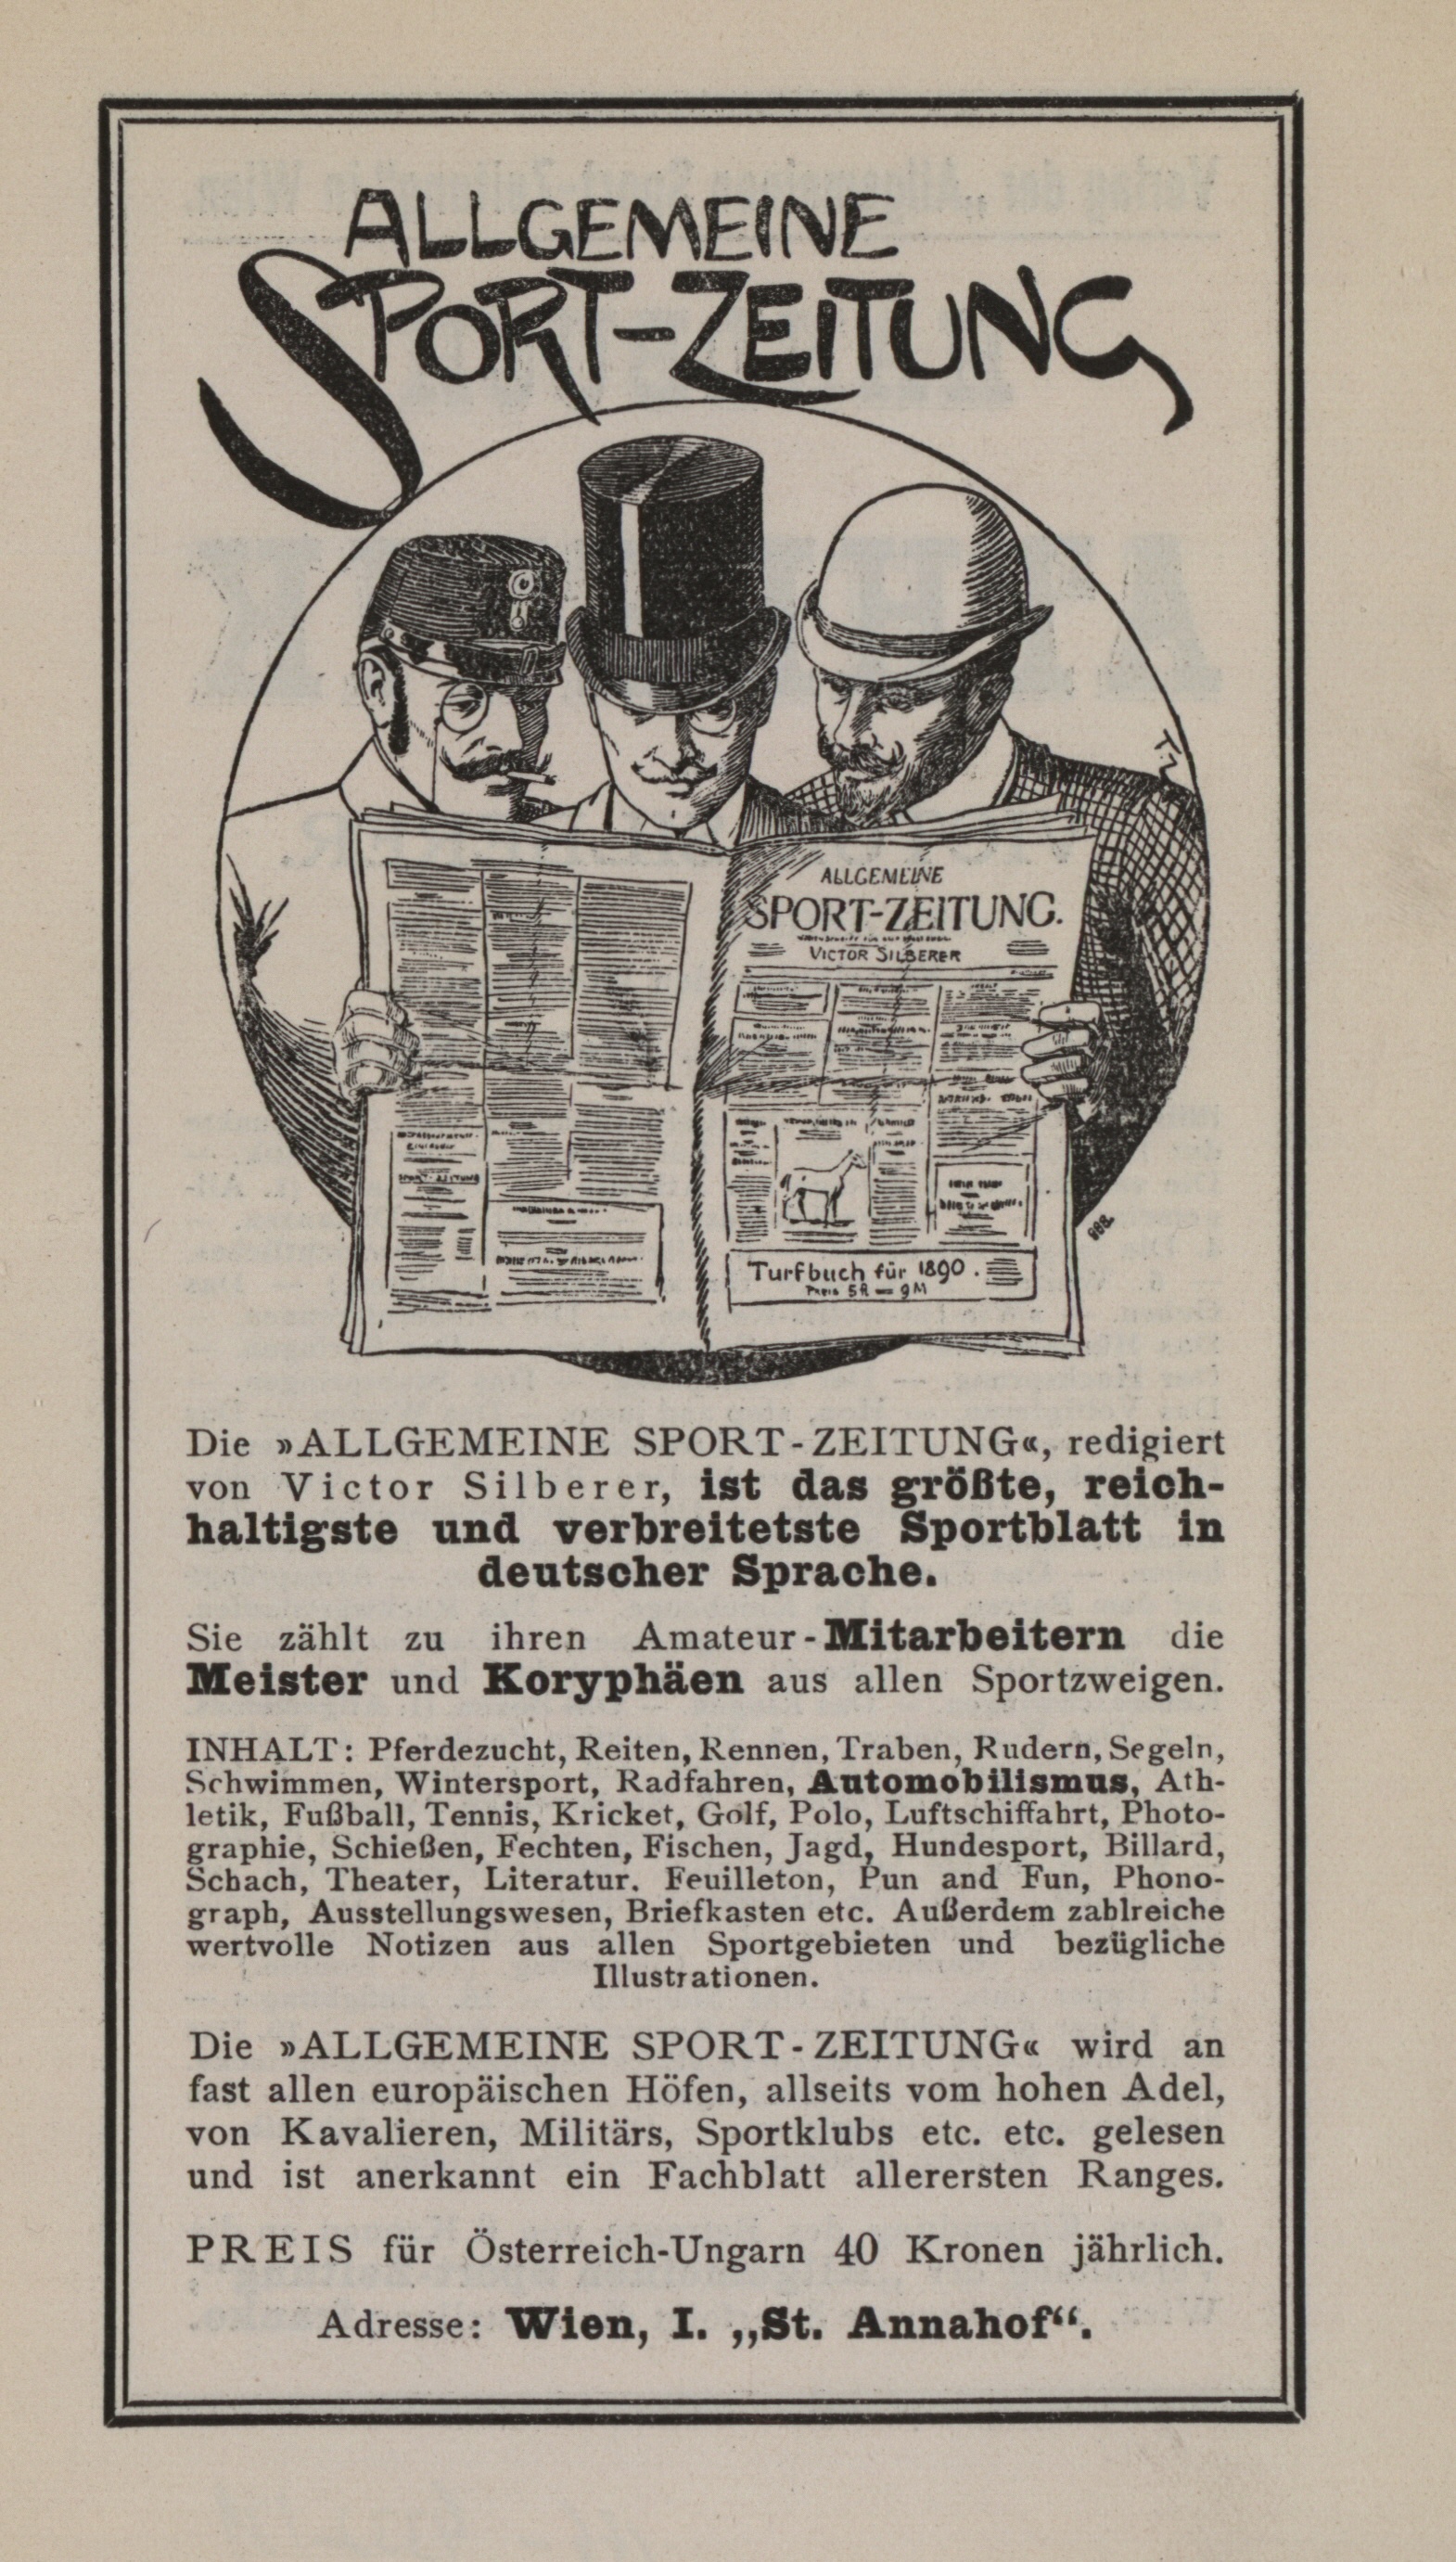 ALLGEMEINE
SPORT-ZEITUNG
ALLGEMEINE
SPORT-ZEITUNG.
VICTOR SILBERER
Turfbuch für 1890.
Preis 5 fl = 9 M
Die »ALLGEMEINE SPORT-ZEITUNG«, redigiert
von Victor Silberer, ist das größte, reich-
haltigste und verbreitetste Sportblatt in
deutscher Sprache.
Sie zählt zu ihren Amateur-Mitarbeitern die
Meister und Koryphäen aus allen Sportzweigen.
INHALT: Pferdezucht, Reiten, Rennen, Traben, Rudern, Segeln,
Schwimmen, Wintersport, Radfahren, Automobilismus, Ath-
letik, Fußball, Tennis, Kricket, Golf, Polo, Luftschiffahrt, Photo-
graphie, Schießen, Fechten, Fischen, Jagd, Hundesport, Billard,
Schach, Theater, Literatur. Feuilleton, Pun and Fun, Phono-
graph, Ausstellungswesen, Briefkasten etc. Außerdem zahlreiche
wertvolle Notizen aus allen Sportgebieten und bezügliche
Illustrationen.
Die »ALLGEMEINE SPORT-ZEITUNG« wird an
fast allen europäischen Höfen, allseits vom hohen Adel,
von Kavalieren, Militärs, Sportklubs etc. etc. gelesen
und ist anerkannt ein Fachblatt allerersten Ranges.
PREIS für Österreich-Ungarn 40 Kronen jährlich.
Adresse: Wien, I. „St. Annahof“.